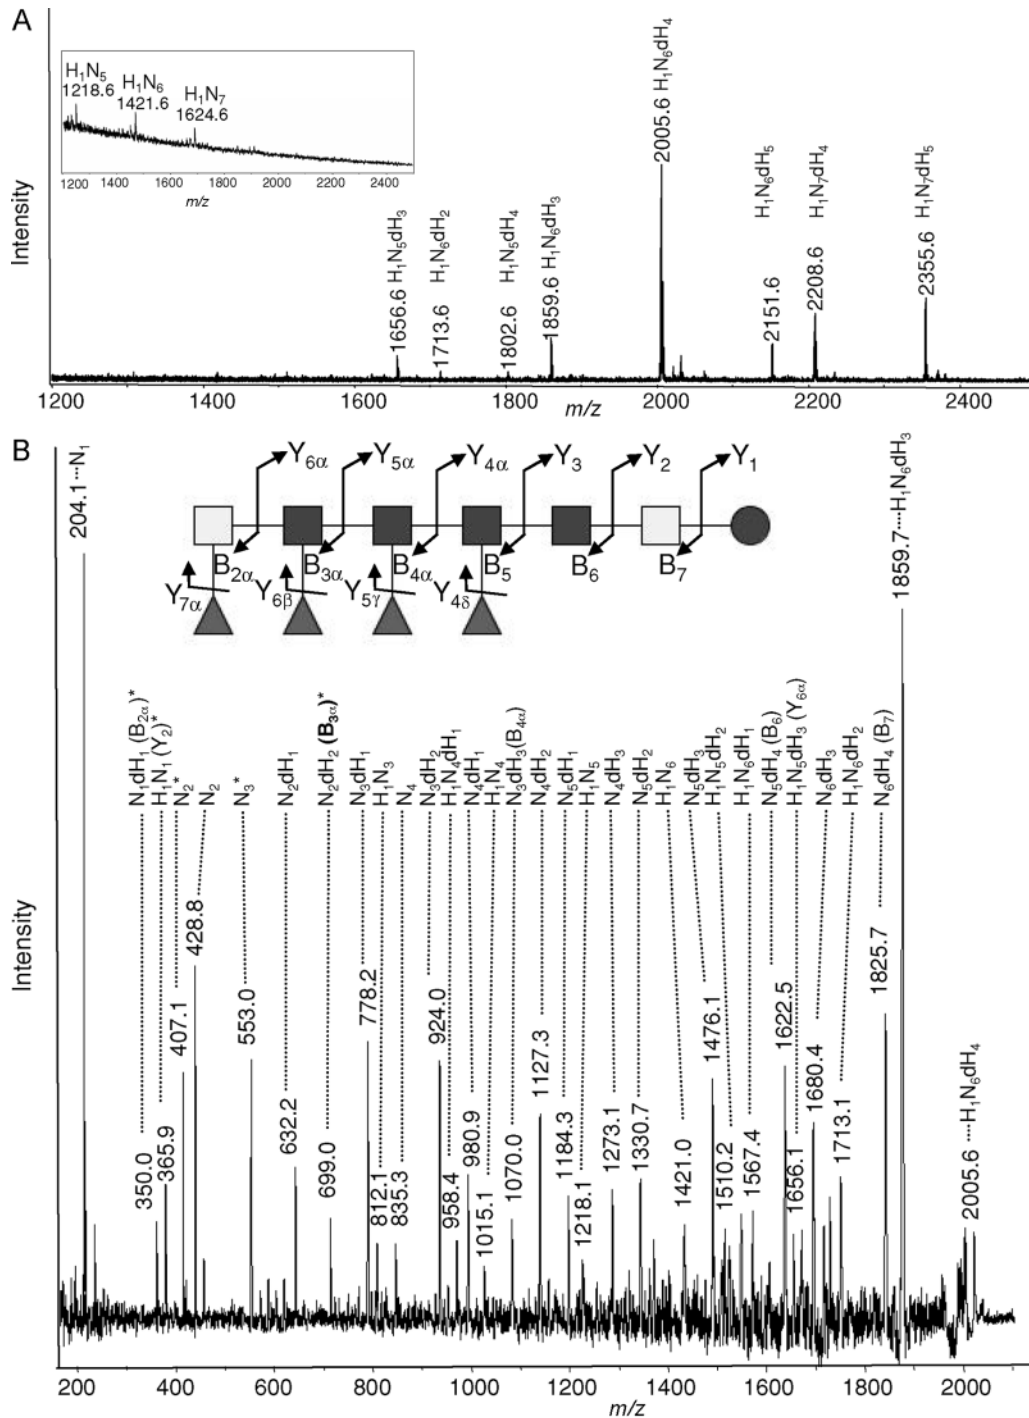 A
H₁N₅
1218.6
H₁N₆
1421.6
H₁N₇
1624.6
1200 1400 1600 1800 2000 2200 2400
m/z
Intensity
1656.6 H₁N₅dH₃
1713.6 H₁N₆dH₂
1802.6 H₁N₅dH₄
1859.6 H₁N₆dH₃
2005.6 H₁N₆dH₄
2151.6 H₁N₆dH₅
2208.6 H₁N₇dH₄
2355.6 H₁N₇dH₅
1200 1400 1600 1800 2000 2200 2400
m/z
B
204.1 N₁
Y₆α Y₅α Y₄α Y₃ Y₂ Y₁
B₂α B₃α B₄α B₅ B₆ B₇
Y₇α Y₆β Y₅γ Y₄δ
1859.7 H₁N₆dH₃
N₁dH₁ (B₂α)*
H₁N₁ (Y₂)*
N₂*
N₂
N₃*
N₂dH₁
N₂dH₂ (B₃α)*
N₃dH₁
H₁N₃
N₄
N₃dH₂
H₁N₄dH₁
N₄dH₁
H₁N₄
N₃dH₃(B₄α)
N₄dH₂
N₅dH₁
H₁N₅
N₄dH₃
N₅dH₂
H₁N₆
N₅dH₃
H₁N₅dH₂
H₁N₆dH₁
N₅dH₄ (B₆)
H₁N₅dH₃ (Y₆α)
N₆dH₃
H₁N₆dH₂
N₆dH₄ (B₇)
Intensity
350.0
365.9
407.1
428.8
553.0
632.2
699.0
778.2
812.1
835.3
924.0
958.4
980.9
1015.1
1070.0
1127.3
1184.3
1218.1
1273.1
1330.7
1421.0
1476.1
1510.2
1567.4
1622.5
1656.1
1680.4
1713.1
1825.7
2005.6 H₁N₆dH₄
200 400 600 800 1000 1200 1400 1600 1800 2000
m/z